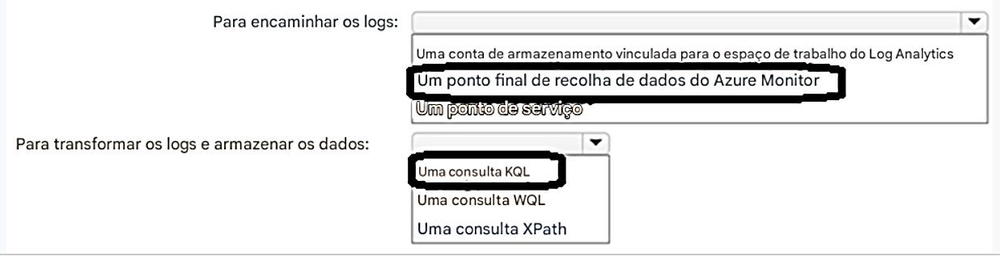 Para encaminhar os logs:
Uma conta de armazenamento vinculada para o espaço de trabalho do Log Analytics
Um ponto final de recolha de dados do Azure Monitor
Um ponto de serviço
Para transformar os logs e armazenar os dados:
Uma consulta KQL
Uma consulta WQL
Uma consulta XPath